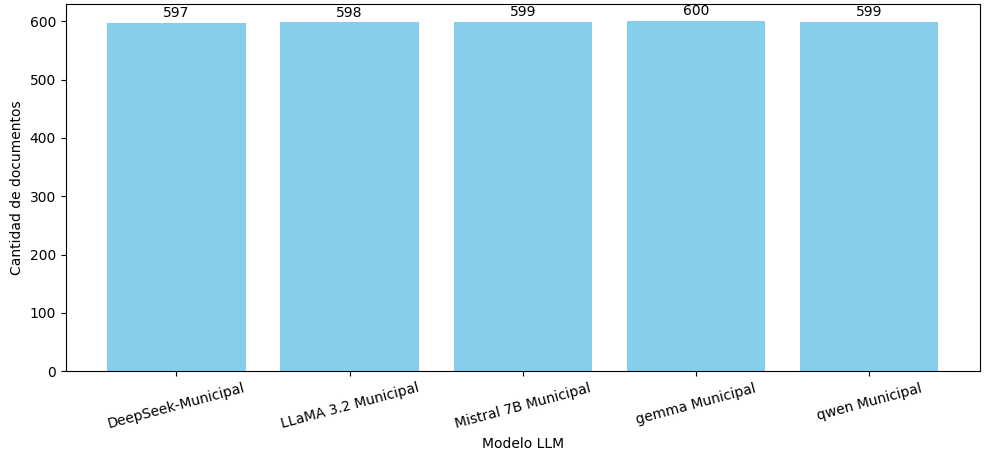 597
598
599
600
599
600
500
400
300
200
100
0
Cantidad de documentos
DeepSeek-Municipal
LLaMA 3.2 Municipal
Mistral 7B Municipal
gemma Municipal
qwen Municipal
Modelo LLM